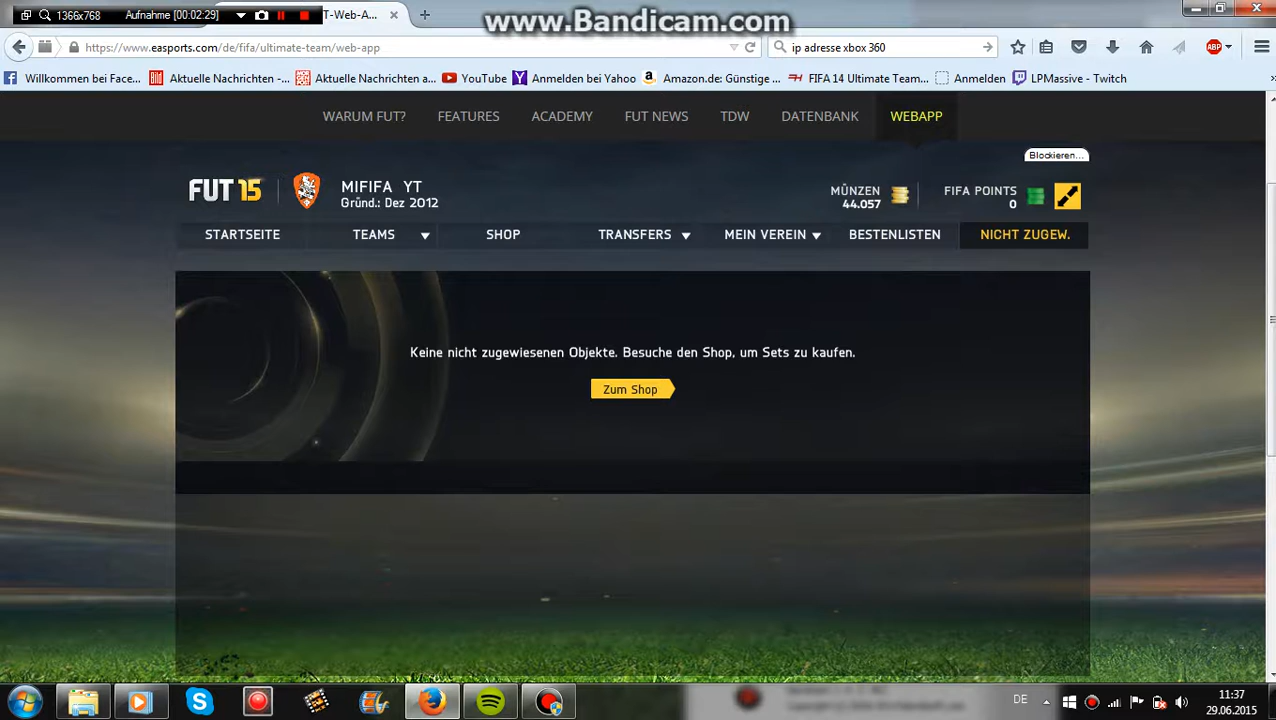 www.Bandicam.com
1366x768 Aufnahme [00:02:29] T-Web-A...
https://www.easports.com/de/fifa/ultimate-team/web-app ip adresse xbox 360 ABP
Willkommen bei Face... Bild Aktuelle Nachrichten -... Aktuelle Nachrichten a... YouTube Anmelden bei Yahoo Amazon.de: Günstige ... FIFA 14 Ultimate Team... Anmelden LPMassive - Twitch
WARUM FUT? FEATURES ACADEMY FUT NEWS TDW DATENBANK WEBAPP
Blockieren...
FUT 15 MIFIFA YT MÜNZEN FIFA POINTS
Gründ.: Dez 2012 44.057 0
STARTSEITE TEAMS SHOP TRANSFERS MEIN VEREIN BESTENLISTEN NICHT ZUGEW.
Keine nicht zugewiesenen Objekte. Besuche den Shop, um Sets zu kaufen.
Zum Shop
DE 11:37
29.06.2015